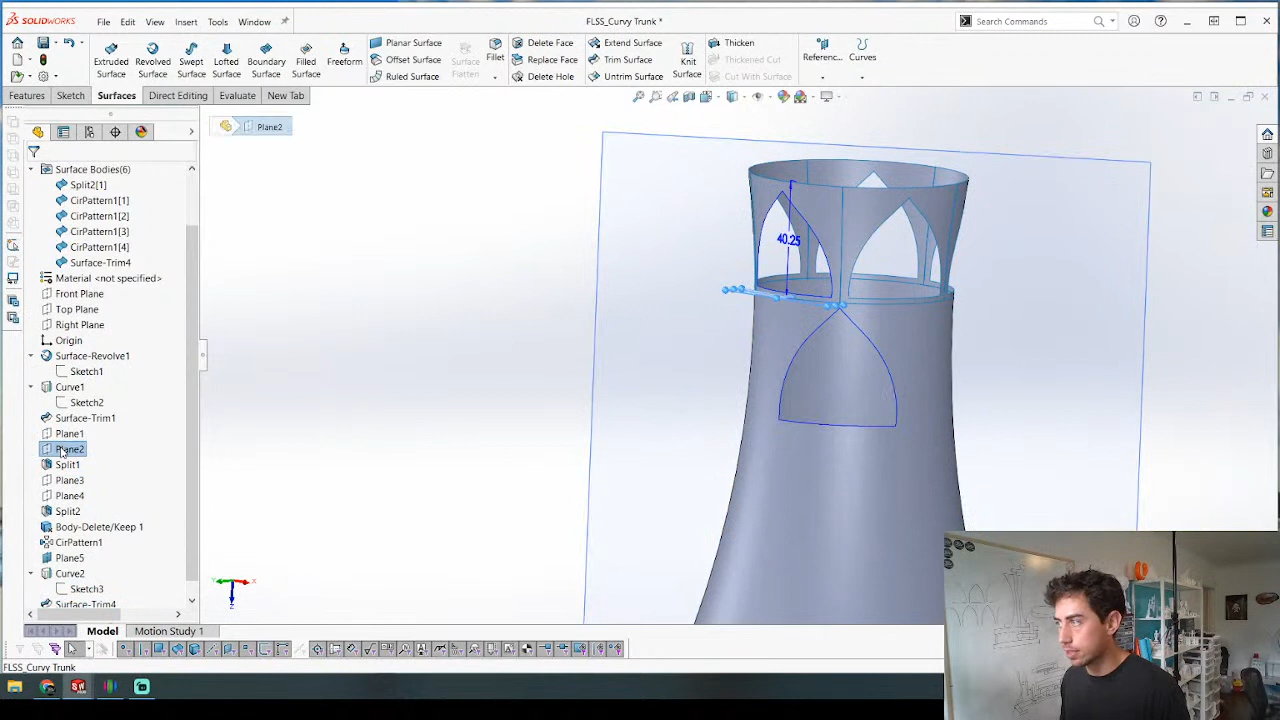 SOLIDWORKS File Edit View Insert Tools Window FLSS_Curvy Trunk * Search Commands
Extruded Surface
Revolved Surface
Swept Surface
Lofted Surface
Boundary Surface
Filled Surface
Freeform
Planar Surface
Offset Surface
Ruled Surface
Surface Flatten
Fillet
Delete Face
Replace Face
Delete Hole
Extend Surface
Trim Surface
Untrim Surface
Knit Surface
Thicken
Thickened Cut
Cut With Surface
Referenc...
Curves
Features Sketch Surfaces Direct Editing Evaluate New Tab
Plane2
Surface Bodies(6)
Split2[1]
CirPattern1[1]
CirPattern1[2]
CirPattern1[3]
CirPattern1[4]
Surface-Trim4
Material <not specified>
Front Plane
Top Plane
Right Plane
Origin
Surface-Revolve1
Sketch1
Curve1
Sketch2
Surface-Trim1
Plane1
Plane2
Split1
Plane3
Plane4
Split2
Body-Delete/Keep 1
CirPattern1
Plane5
Curve2
Sketch3
Surface-Trim4
40.25
Y X
Z
Model Motion Study 1
FLSS_Curvy Trunk